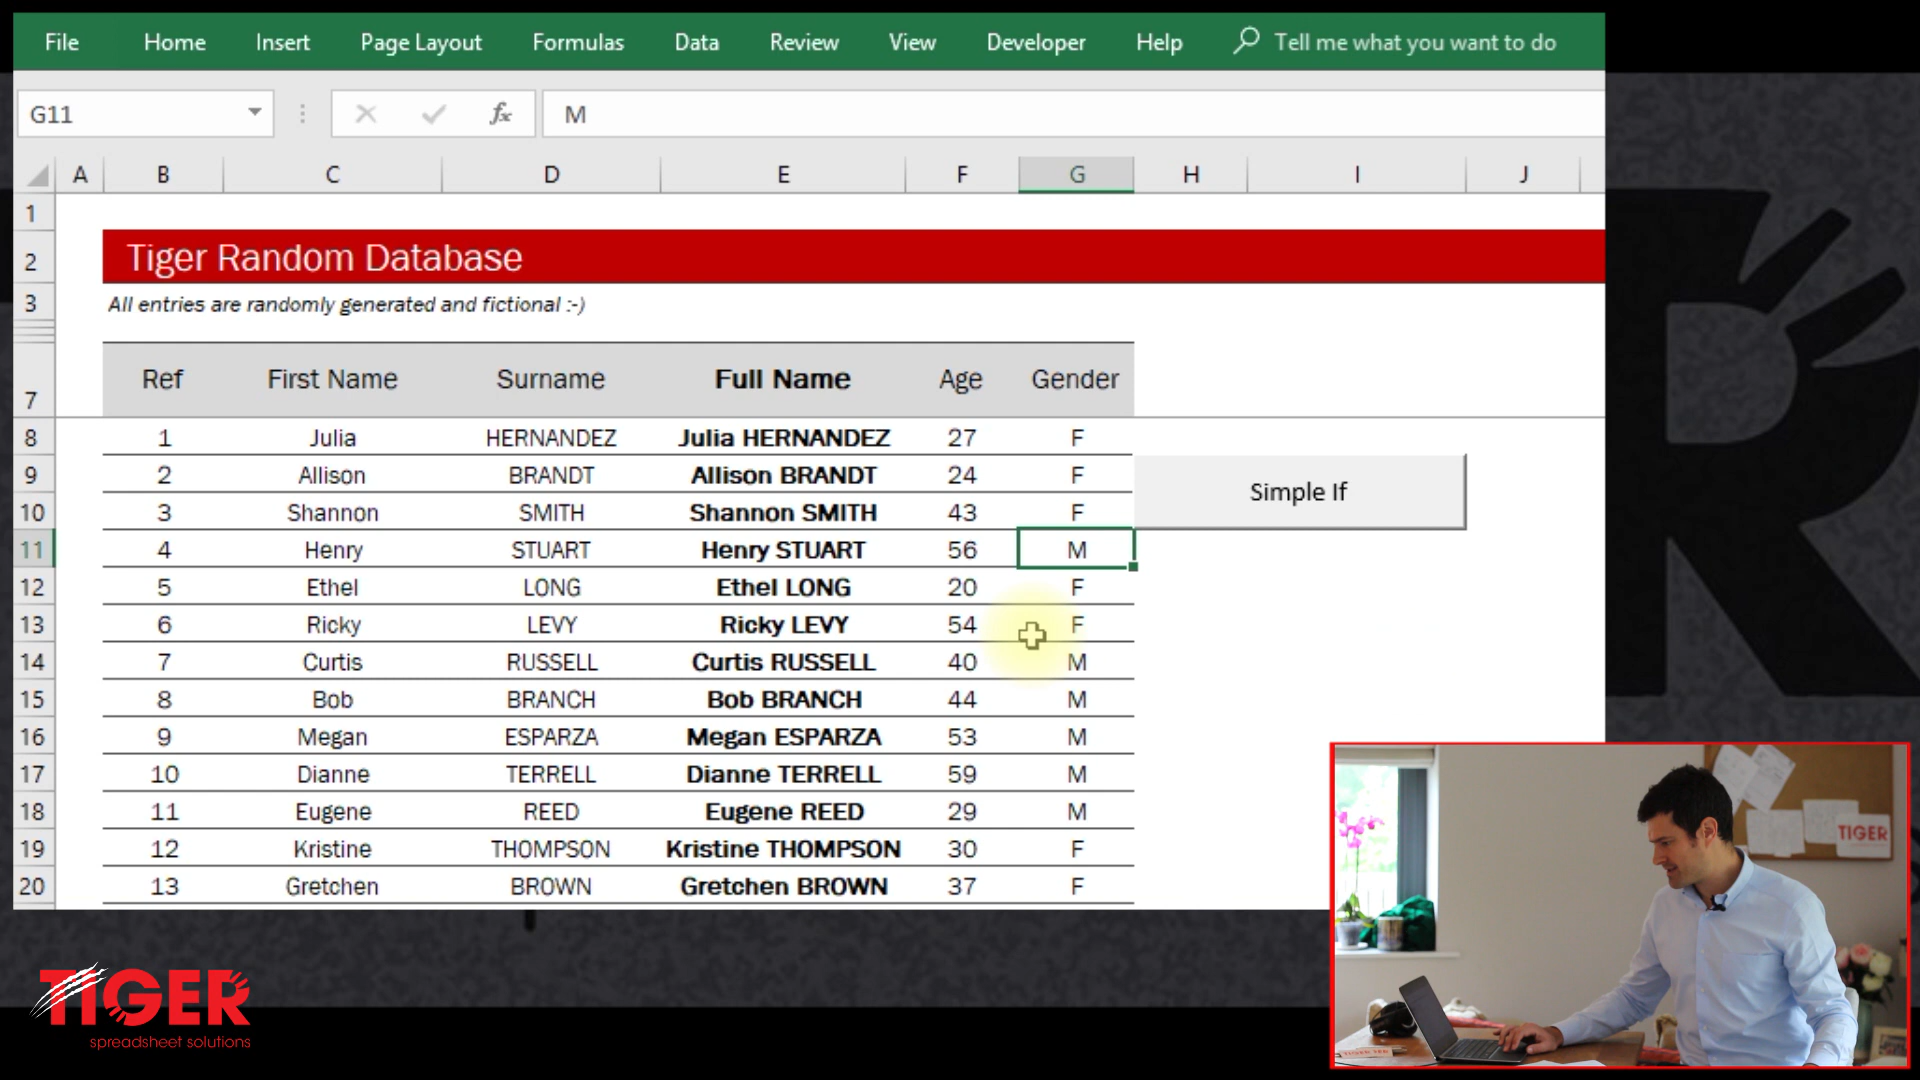 File Home Insert Page Layout Formulas Data Review View Developer Help Tell me what you want to do
G11 fx M
A B C D E F G H I J
1
2 Tiger Random Database
3 All entries are randomly generated and fictional :-)
7 Ref First Name Surname Full Name Age Gender
8 1 Julia HERNANDEZ Julia HERNANDEZ 27 F
9 2 Allison BRANDT Allison BRANDT 24 F
10 3 Shannon SMITH Shannon SMITH 43 F
Simple If
11 4 Henry STUART Henry STUART 56 M
12 5 Ethel LONG Ethel LONG 20 F
13 6 Ricky LEVY Ricky LEVY 54 F
14 7 Curtis RUSSELL Curtis RUSSELL 40 M
15 8 Bob BRANCH Bob BRANCH 44 M
16 9 Megan ESPARZA Megan ESPARZA 53 M
17 10 Dianne TERRELL Dianne TERRELL 59 M
18 11 Eugene REED Eugene REED 29 M
19 12 Kristine THOMPSON Kristine THOMPSON 30 F
20 13 Gretchen BROWN Gretchen BROWN 37 F
TIGER
TIGER
spreadsheet solutions